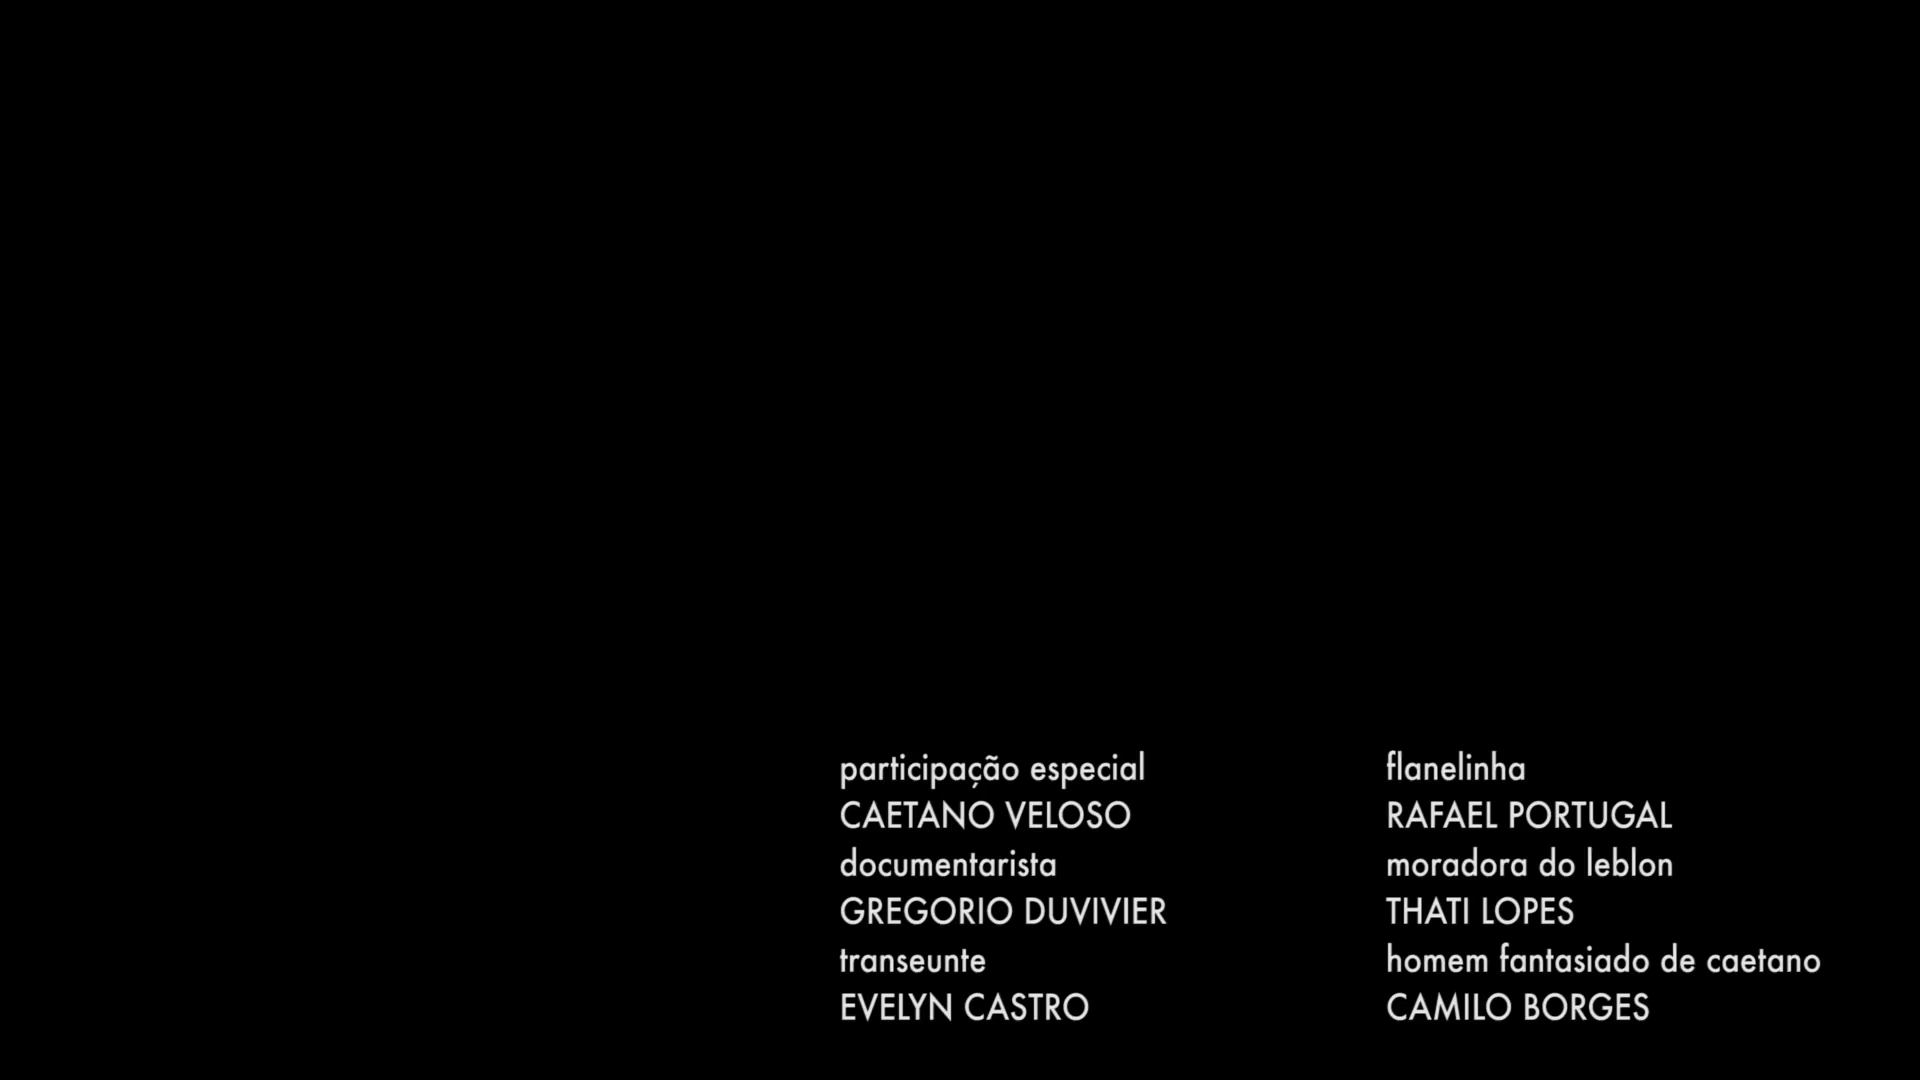 participação especial
CAETANO VELOSO
documentarista
GREGORIO DUVIVIER
transeunte
EVELYN CASTRO
flanelinha
RAFAEL PORTUGAL
moradora do leblon
THATI LOPES
homem fantasiado de caetano
CAMILO BORGES